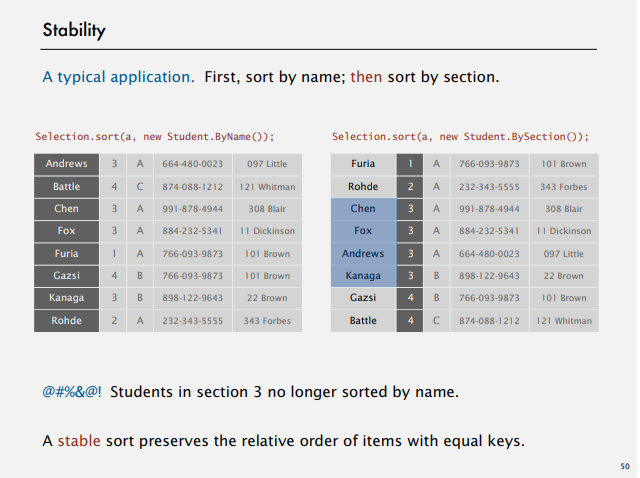 Stability
A typical application. First, sort by name; then sort by section.
Selection.sort(a, new Student.ByName());
Andrews 3 A 664-480-0023 097 Little
Battle 4 C 874-088-1212 121 Whitman
Chen 3 A 991-878-4944 308 Blair
Fox 3 A 884-232-5341 11 Dickinson
Furia 1 A 766-093-9873 101 Brown
Gazsi 4 B 766-093-9873 101 Brown
Kanaga 3 B 898-122-9643 22 Brown
Rohde 2 A 232-343-5555 343 Forbes
Selection.sort(a, new Student.BySection());
Furia 1 A 766-093-9873 101 Brown
Rohde 2 A 232-343-5555 343 Forbes
Chen 3 A 991-878-4944 308 Blair
Fox 3 A 884-232-5341 11 Dickinson
Andrews 3 A 664-480-0023 097 Little
Kanaga 3 B 898-122-9643 22 Brown
Gazsi 4 B 766-093-9873 101 Brown
Battle 4 C 874-088-1212 121 Whitman
@#%&@! Students in section 3 no longer sorted by name.
A stable sort preserves the relative order of items with equal keys.
50